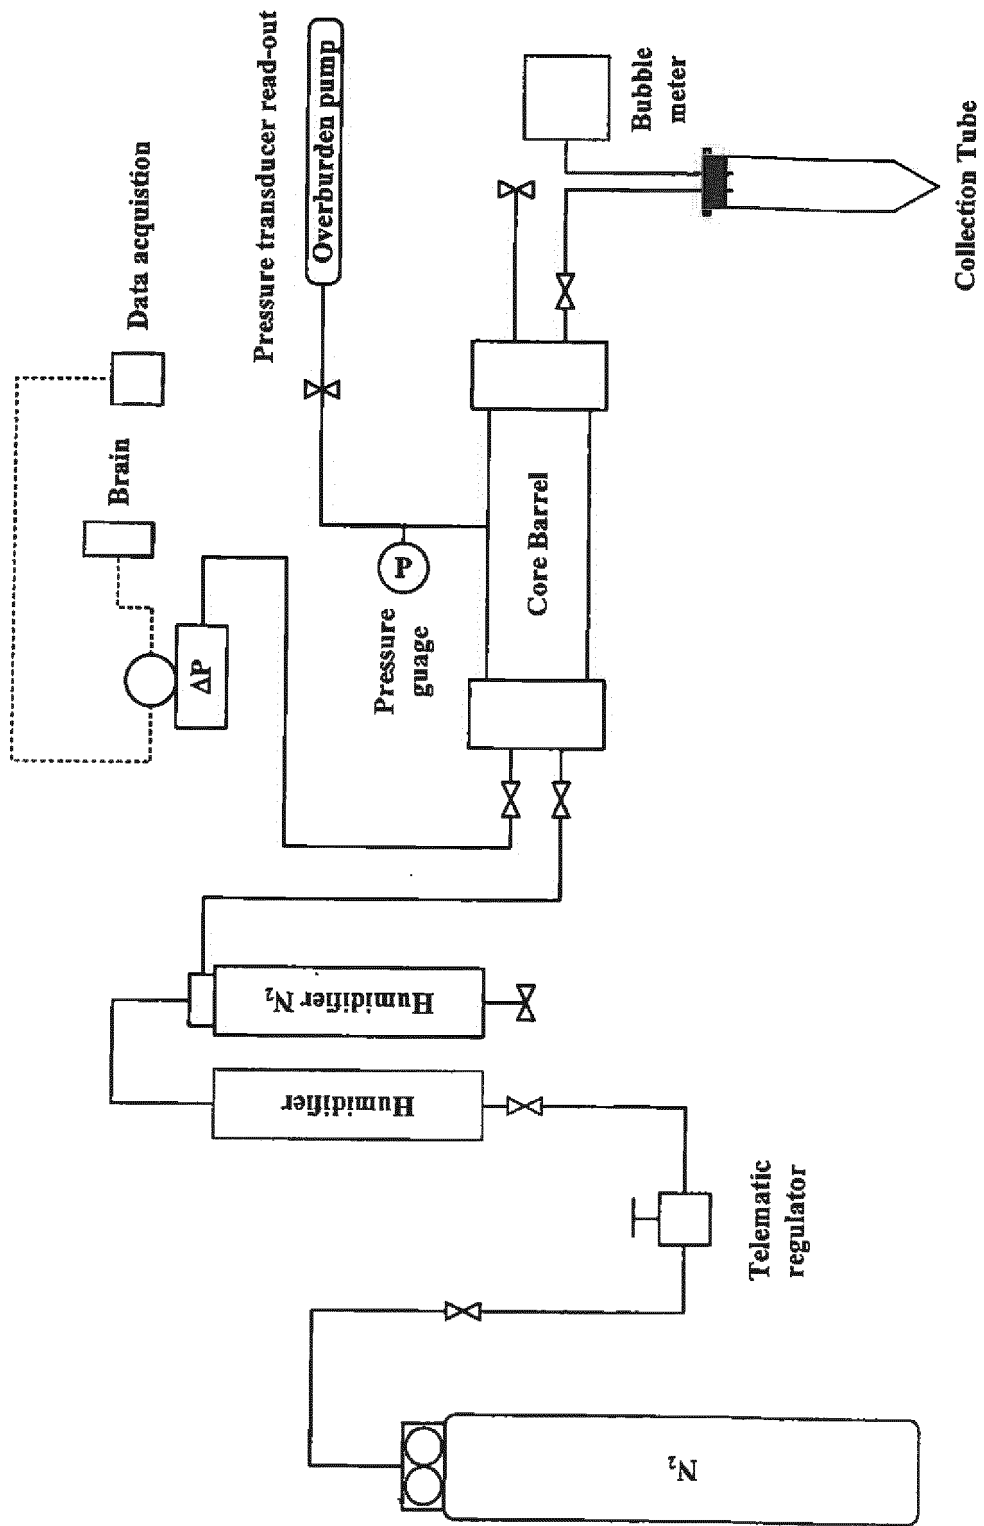 Data acquistion
Brain
Pressure transducer read-out
Overburden pump
ΔP
P
Pressure
guage
Core Barrel
Bubble
meter
Collection Tube
Humidifier N₂
Humidifier
Telematic
regulator
N₂